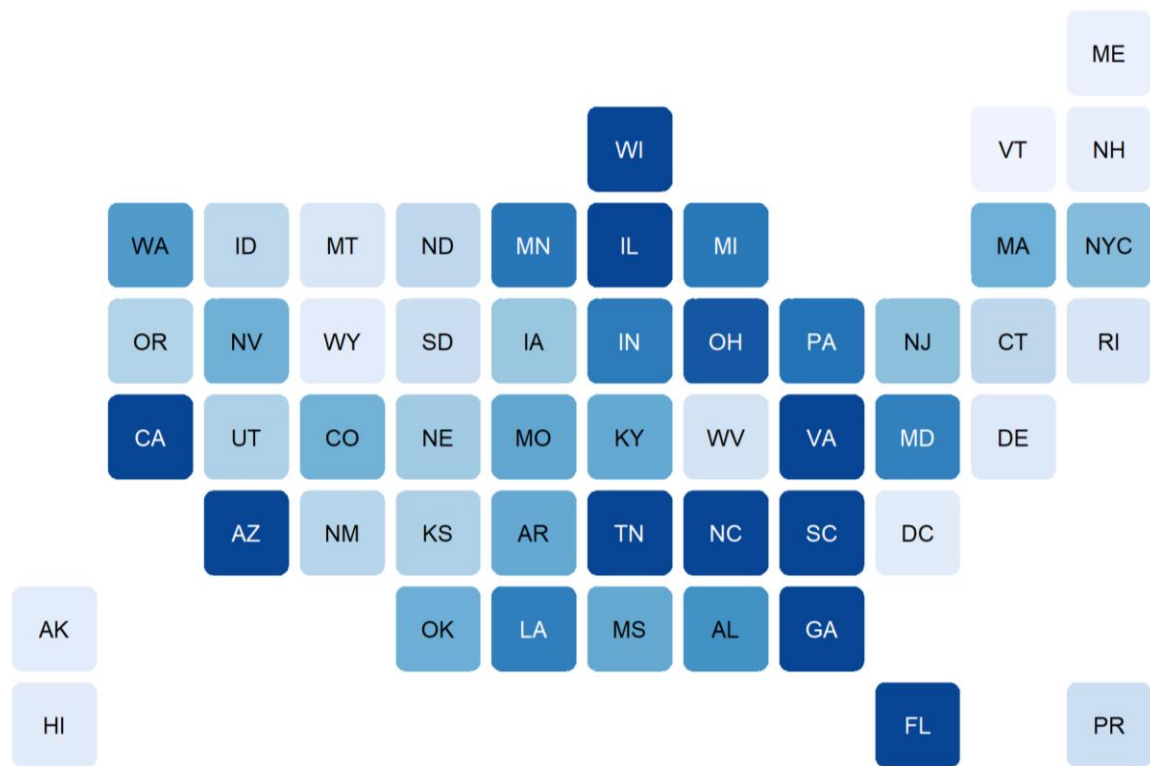 ME
WI VT NH
WA ID MT ND MN IL MI MA NYC
OR NV WY SD IA IN OH PA NJ CT RI
CA UT CO NE MO KY WV VA MD DE
AZ NM KS AR TN NC SC DC
AK OK LA MS AL GA
HI FL PR